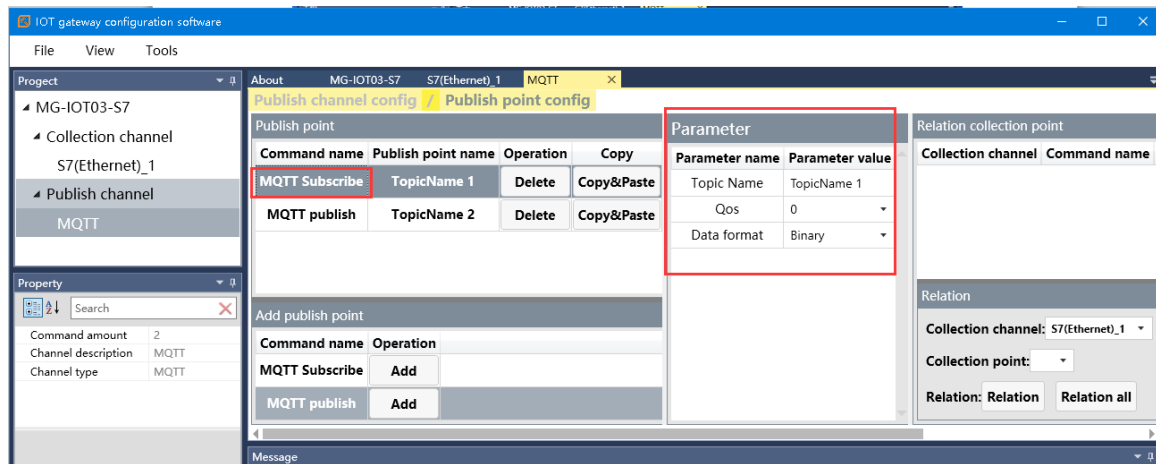 IOT gateway configuration software
File View Tools
Progect
MG-IOT03-S7
Collection channel
S7(Ethernet)_1
Publish channel
MQTT
Property
Search
Command amount 2
Channel description MQTT
Channel type MQTT
About MG-IOT03-S7 S7(Ethernet)_1 MQTT
Publish channel config / Publish point config
Publish point
Command name Publish point name Operation Copy
MQTT Subscribe TopicName 1 Delete Copy&Paste
MQTT publish TopicName 2 Delete Copy&Paste
Add publish point
Command name Operation
MQTT Subscribe Add
MQTT publish Add
Parameter
Parameter name Parameter value
Topic Name TopicName 1
Qos 0
Data format Binary
Relation collection point
Collection channel Command name
Relation
Collection channel: S7(Ethernet)_1
Collection point:
Relation: Relation Relation all
Message